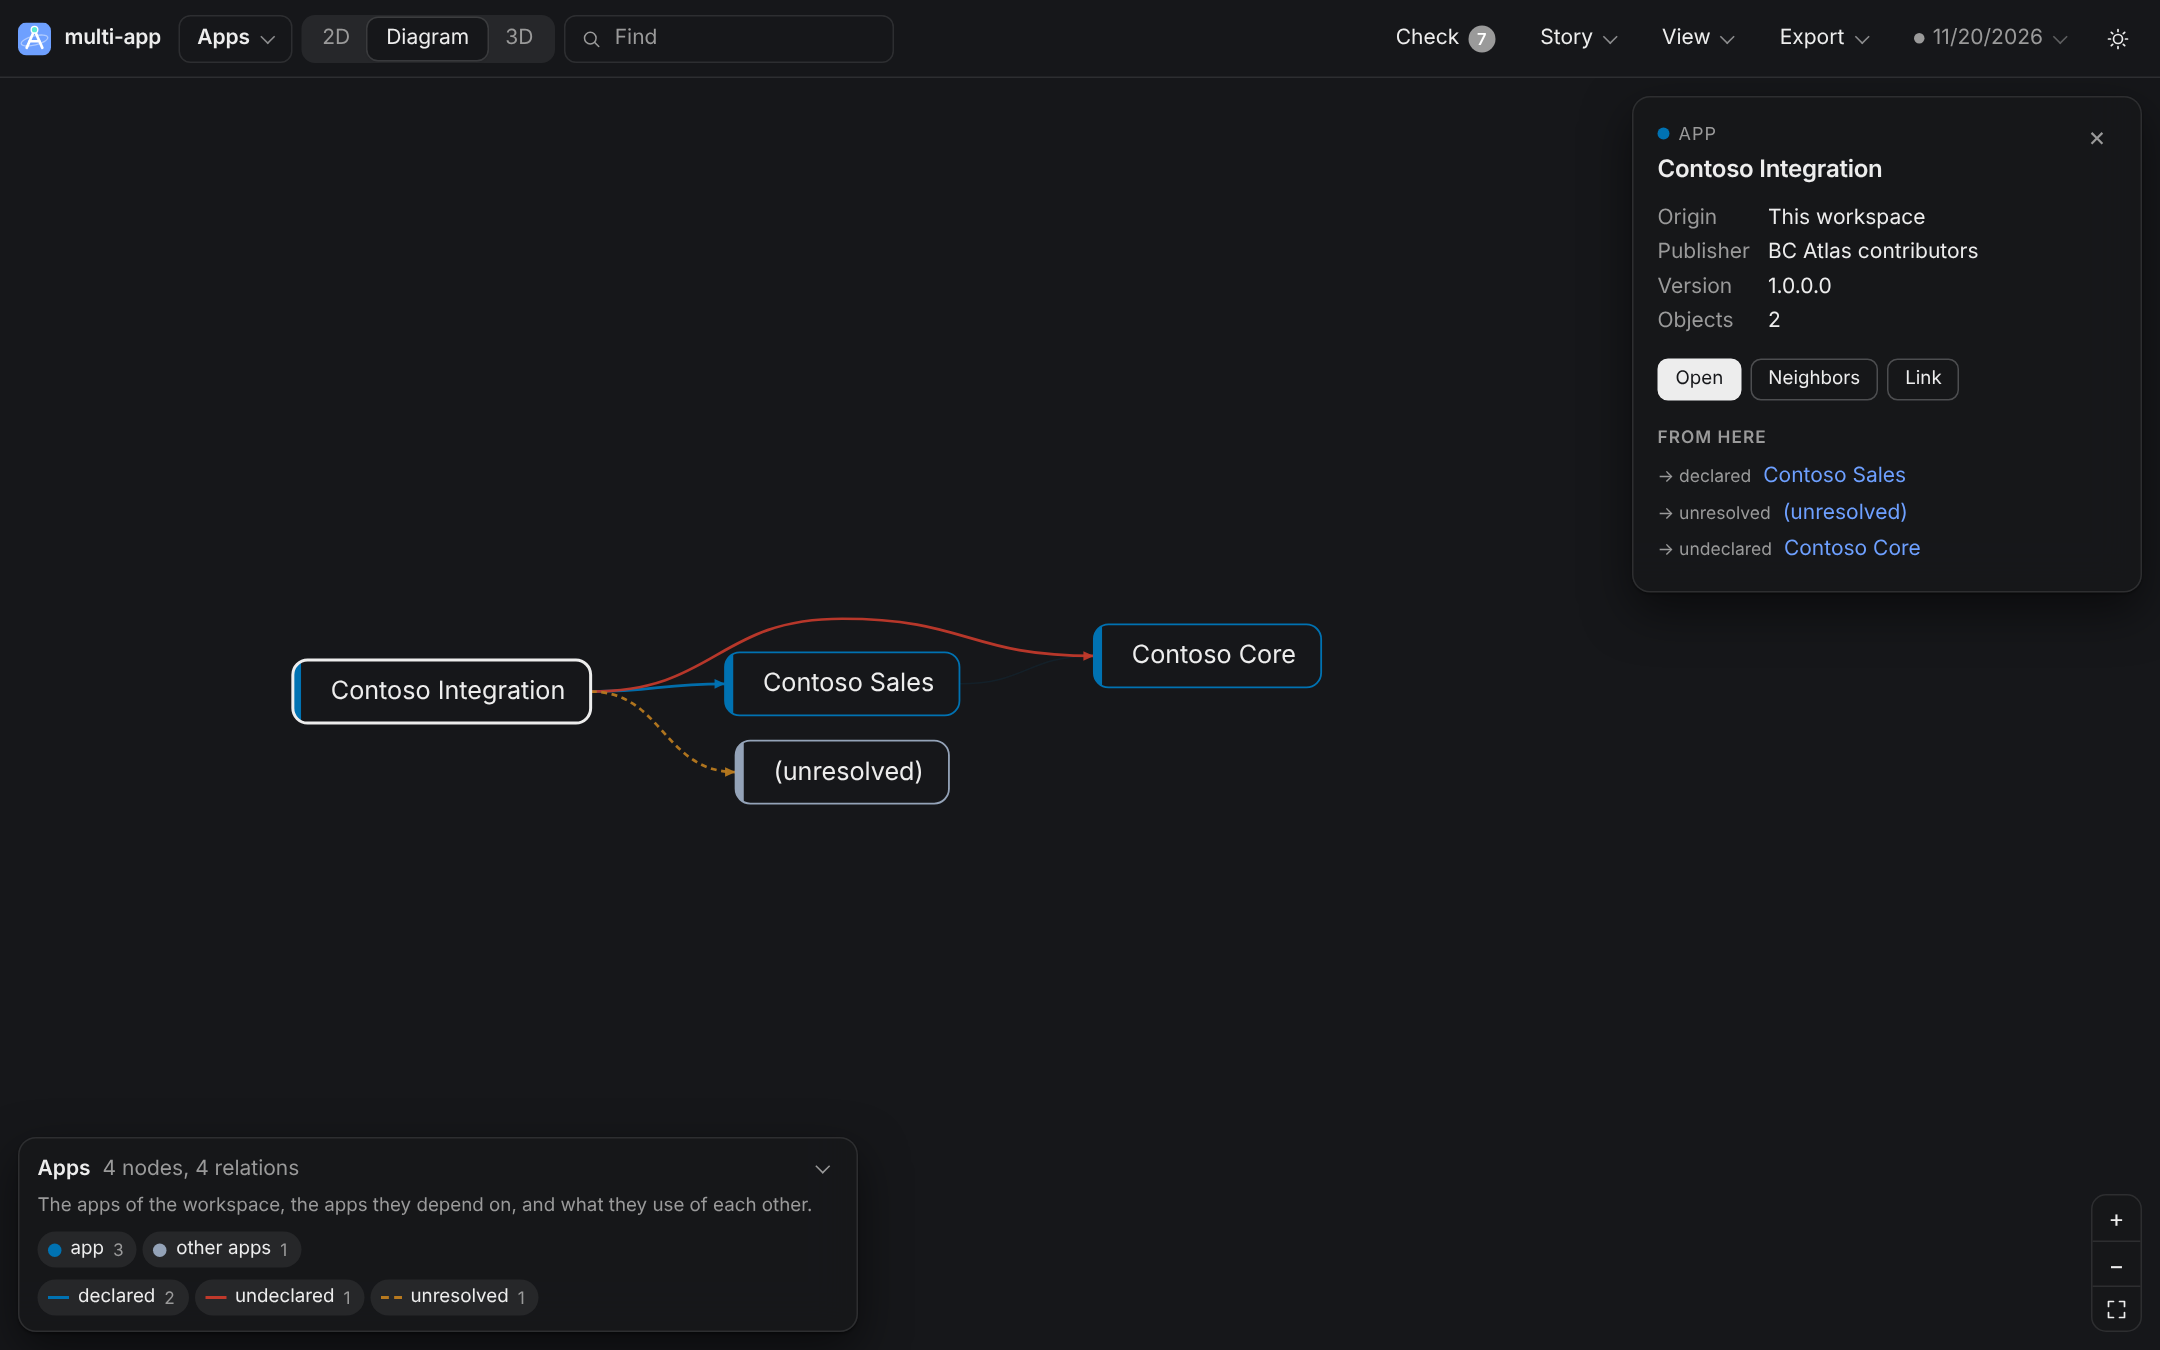 multi-app Apps 2D Diagram 3D Find Check 7 Story View Export 11/20/2026
APP
Contoso Integration
Origin This workspace
Publisher BC Atlas contributors
Version 1.0.0.0
Objects 2
Open Neighbors Link
FROM HERE
→ declared Contoso Sales
→ unresolved (unresolved)
→ undeclared Contoso Core
Contoso Core
Contoso Sales
Contoso Integration
(unresolved)
Apps 4 nodes, 4 relations
The apps of the workspace, the apps they depend on, and what they use of each other.
app 3 other apps 1
declared 2 undeclared 1 unresolved 1